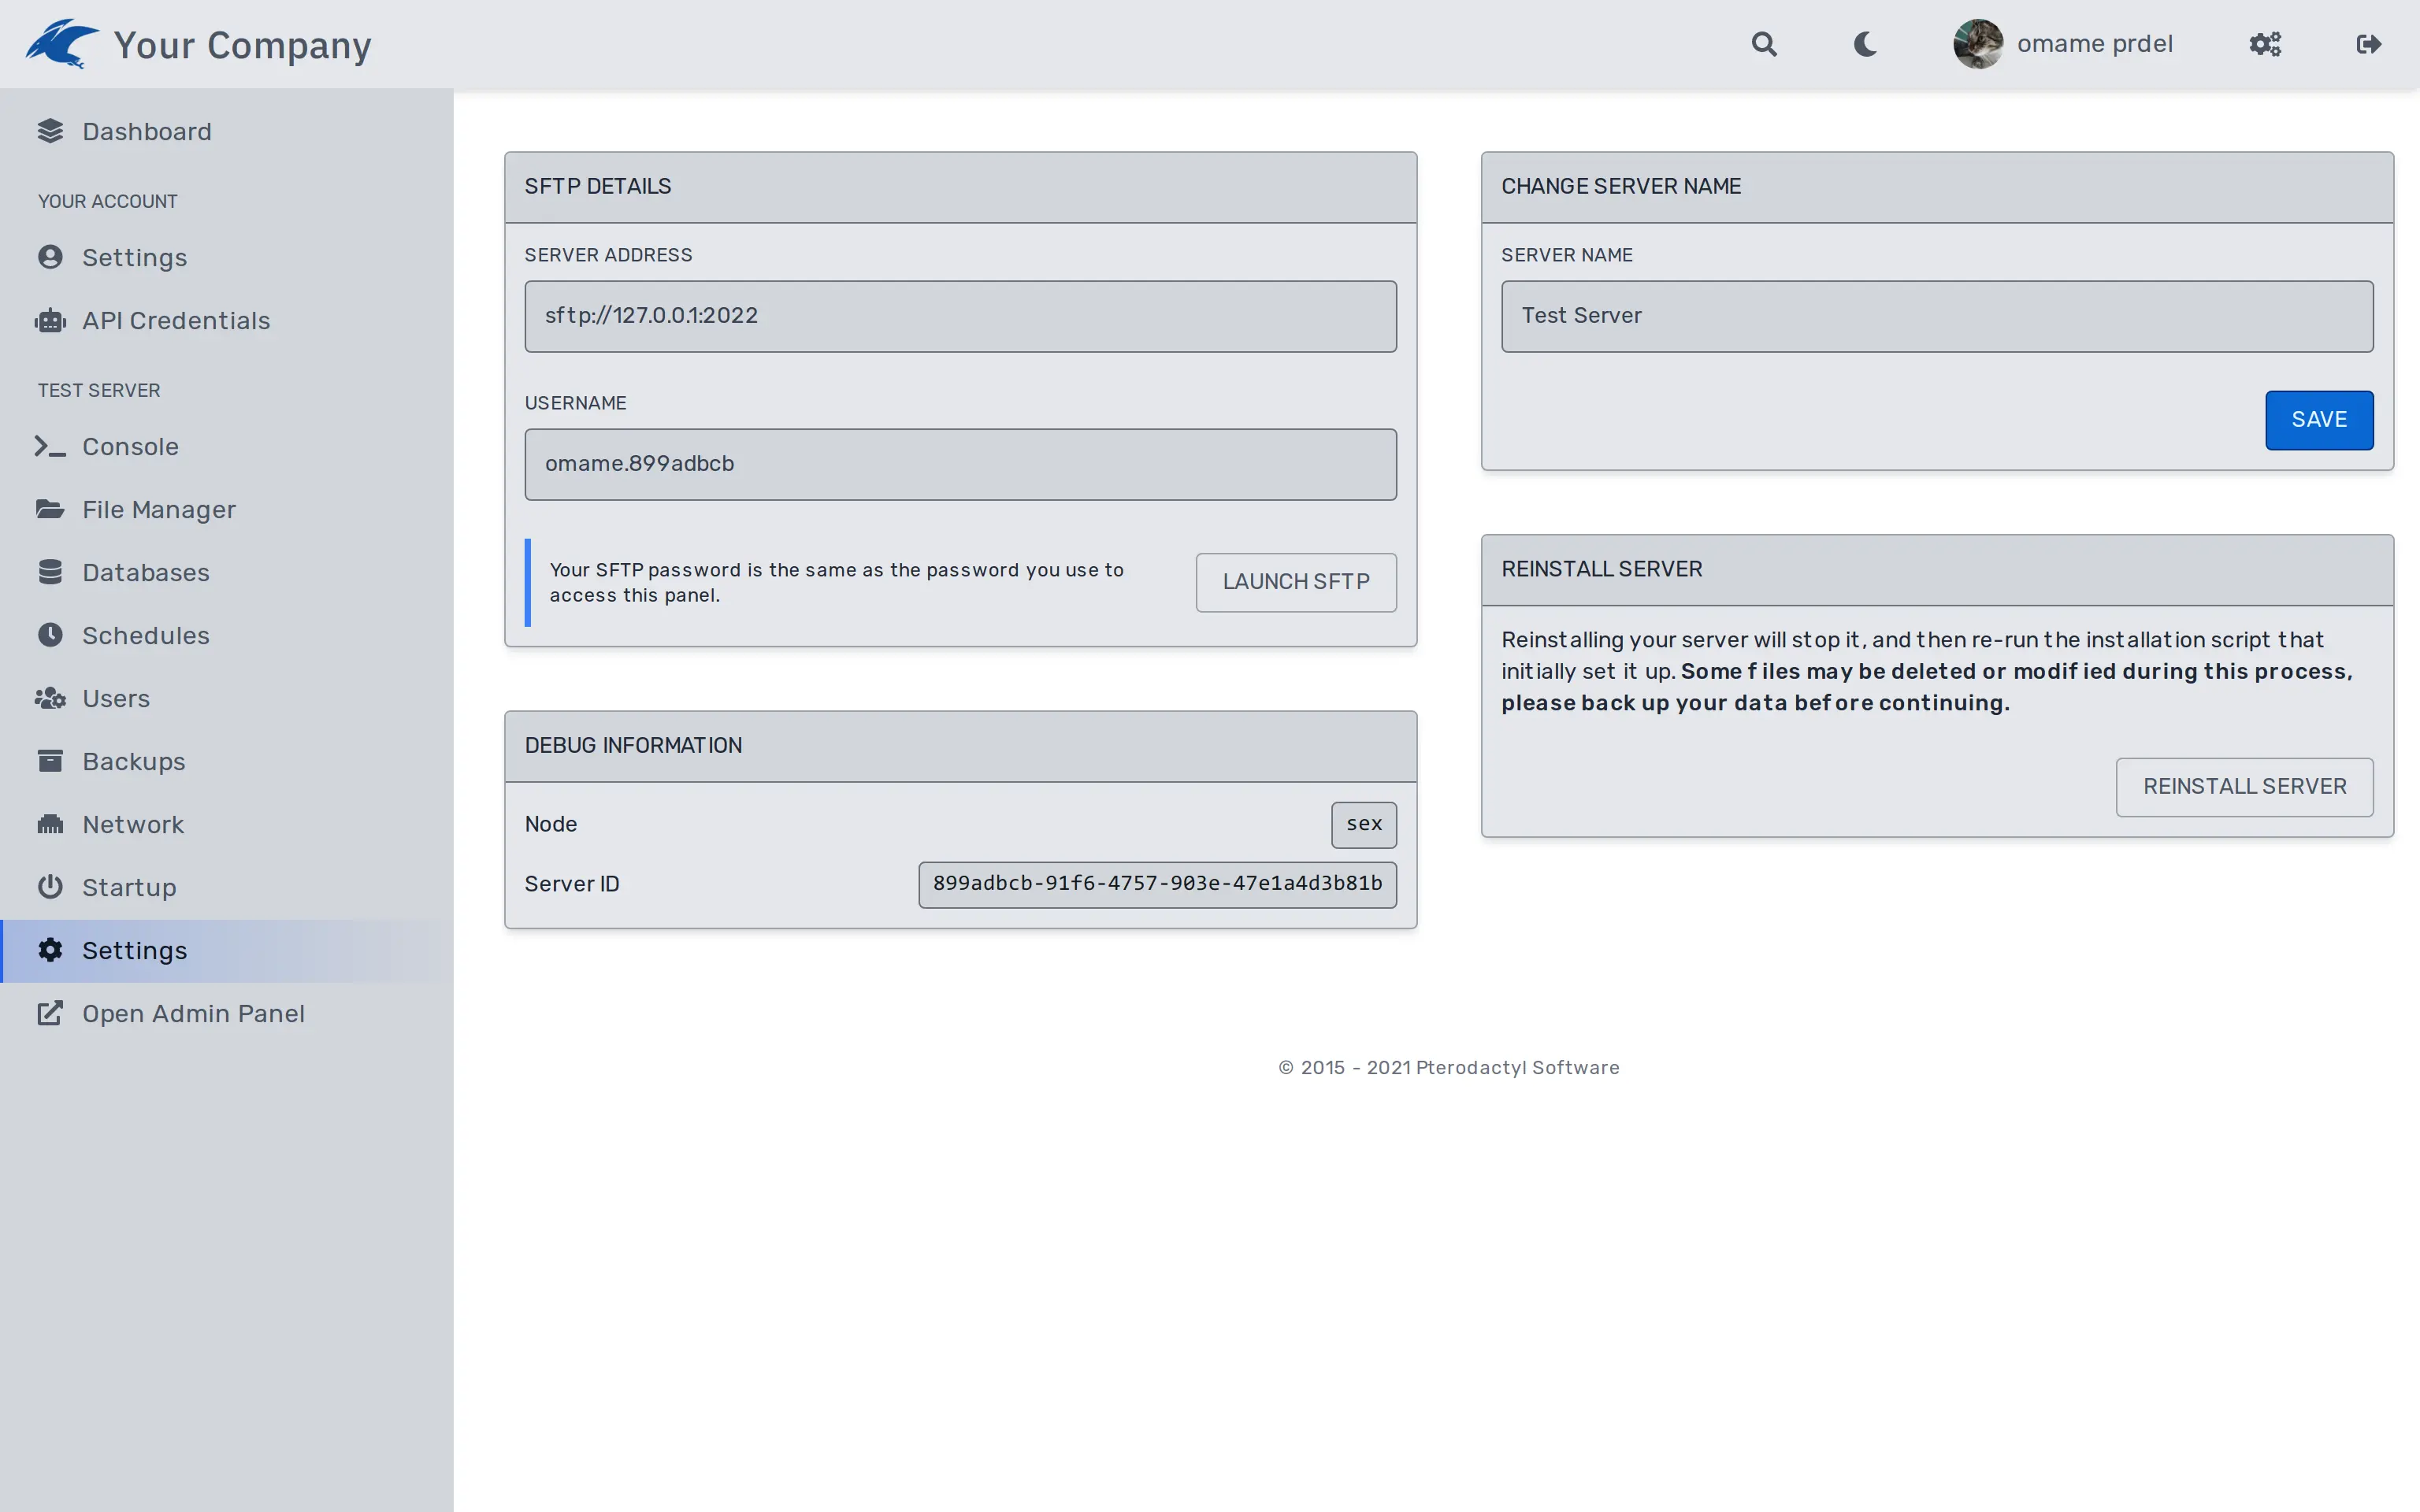 Your Company
omame prdel
Dashboard
YOUR ACCOUNT
Settings
API Credentials
TEST SERVER
Console
File Manager
Databases
Schedules
Users
Backups
Network
Startup
Settings
Open Admin Panel
SFTP DETAILS
SERVER ADDRESS
sftp://127.0.0.1:2022
USERNAME
omame.899adbcb
Your SFTP password is the same as the password you use to
access this panel.
LAUNCH SFTP
DEBUG INFORMATION
Node
sex
Server ID
899adbcb-91f6-4757-903e-47e1a4d3b81b
CHANGE SERVER NAME
SERVER NAME
Test Server
SAVE
REINSTALL SERVER
Reinstalling your server will stop it, and then re-run the installation script that
initially set it up. Some files may be deleted or modified during this process,
please back up your data before continuing.
REINSTALL SERVER
© 2015 - 2021 Pterodactyl Software